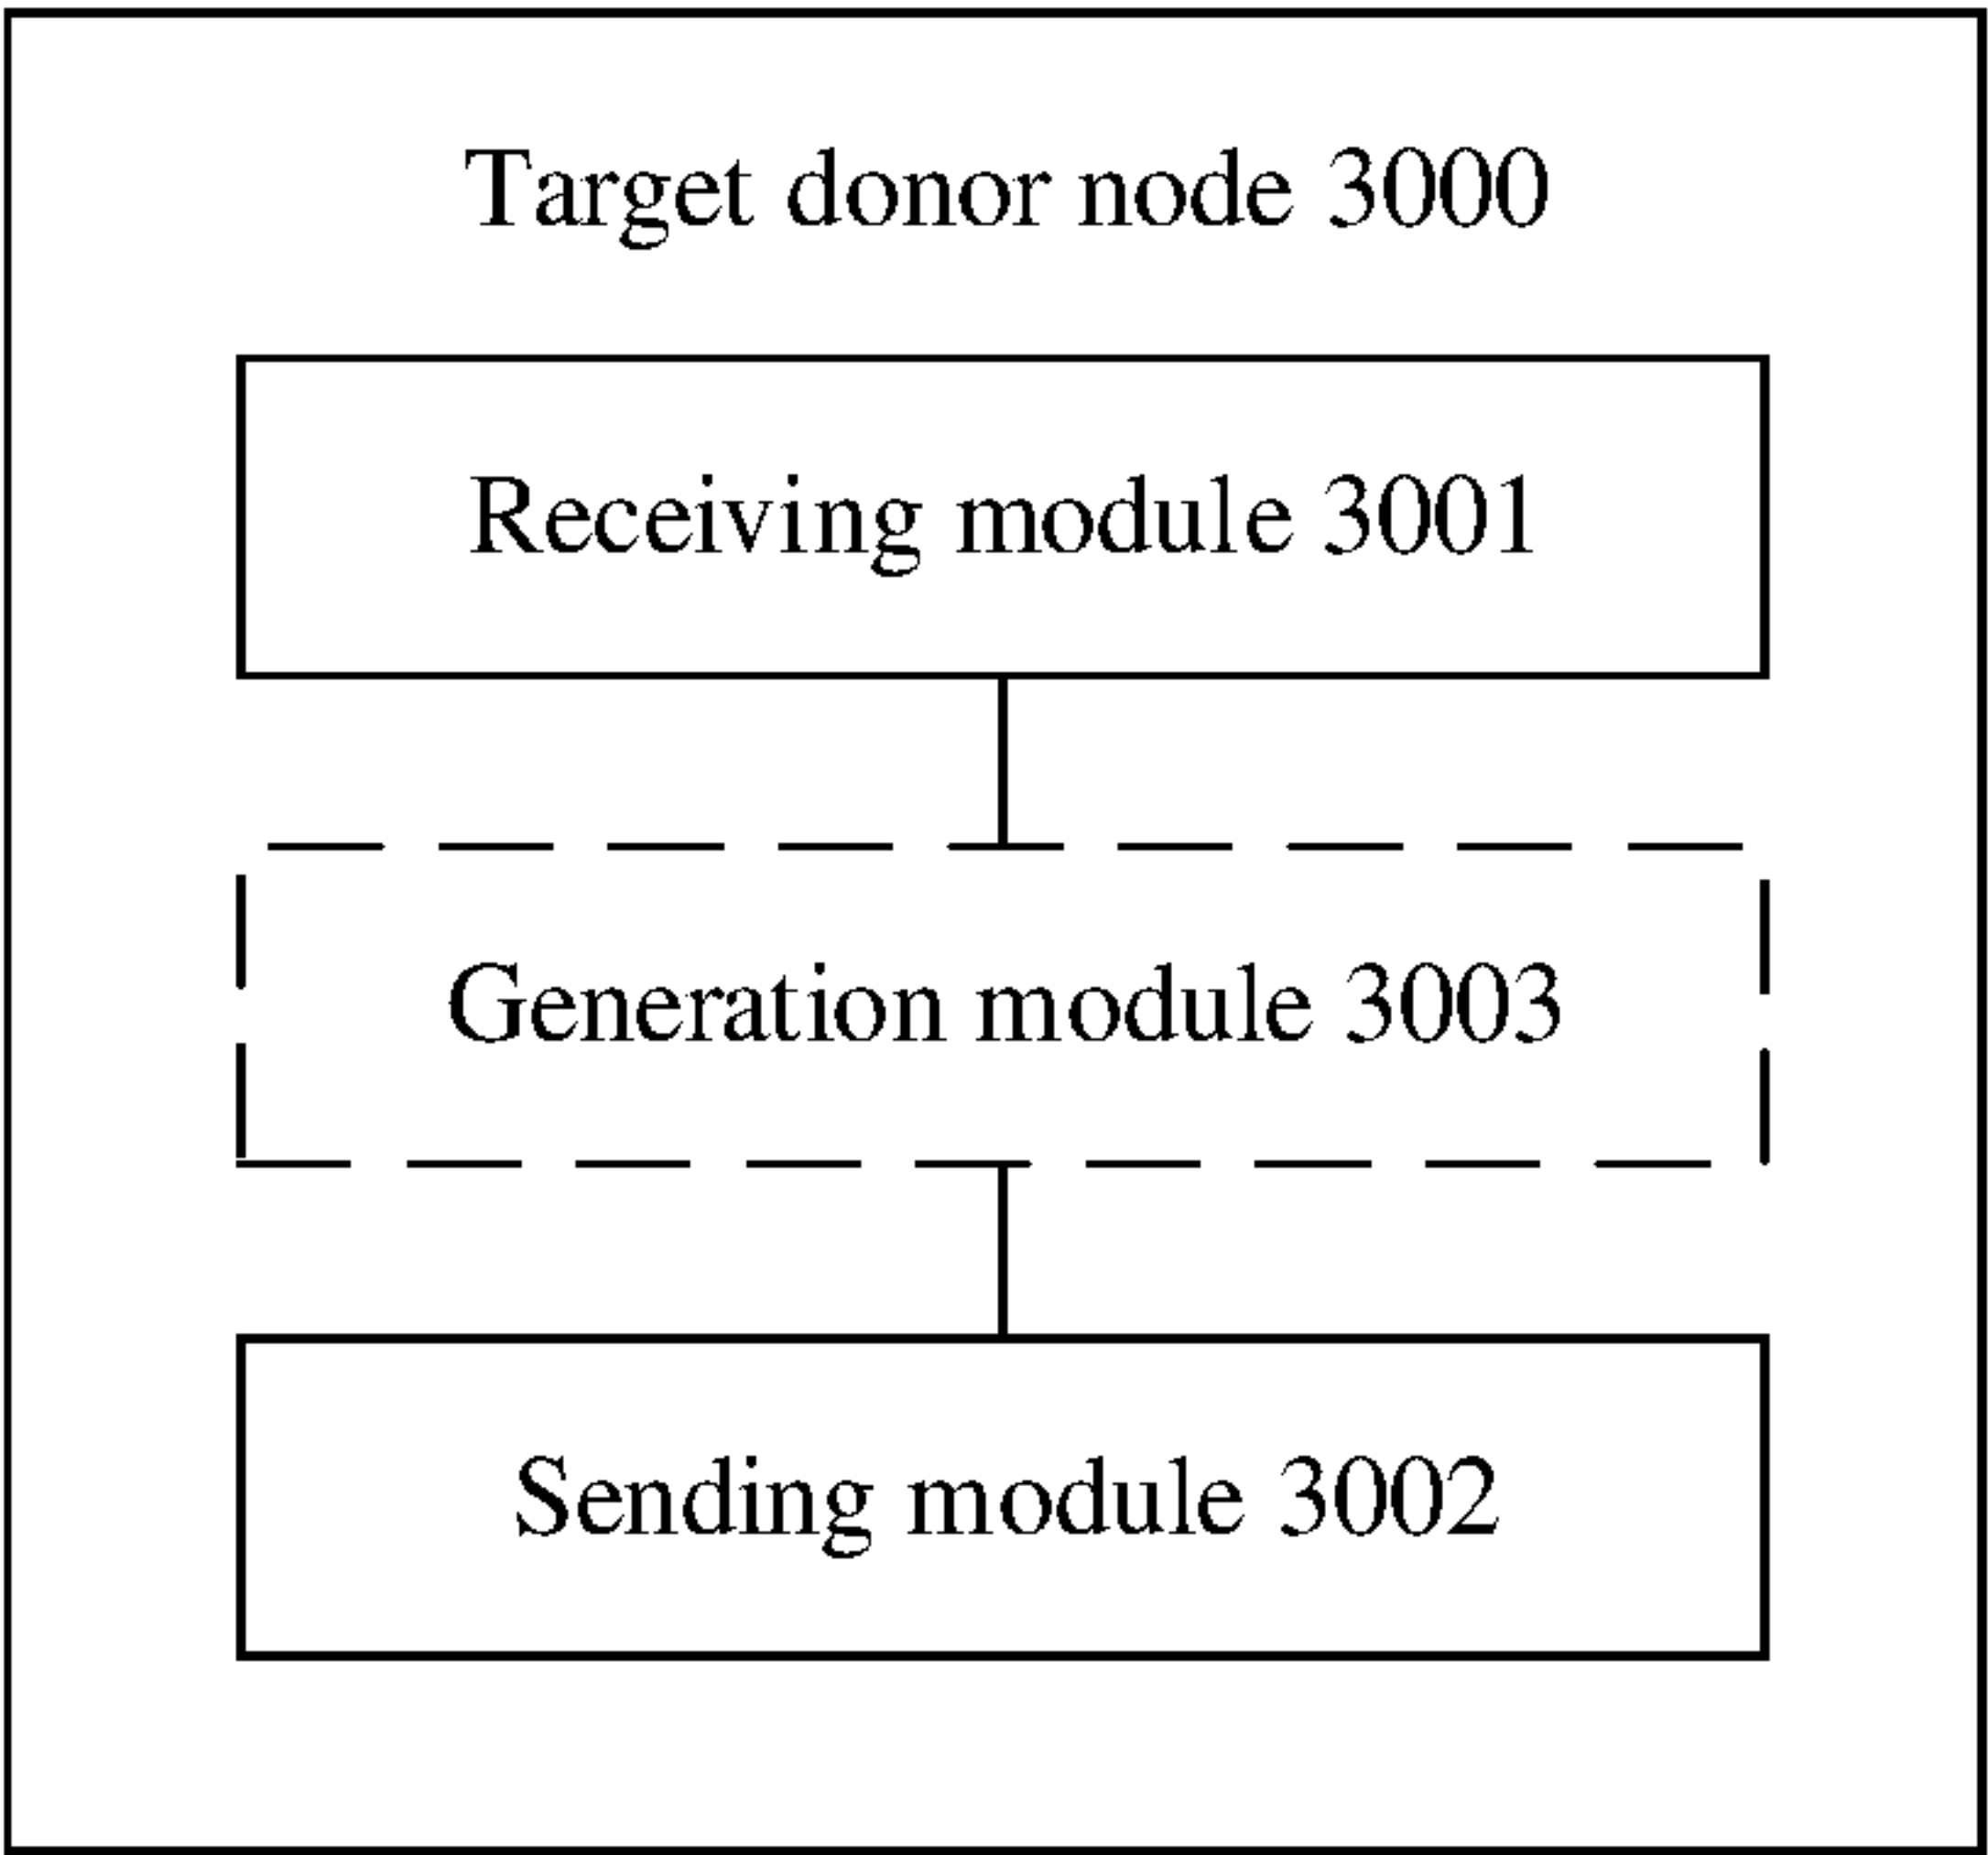 Target donor node 3000
Receiving module 3001
Generation module 3003
Sending module 3002